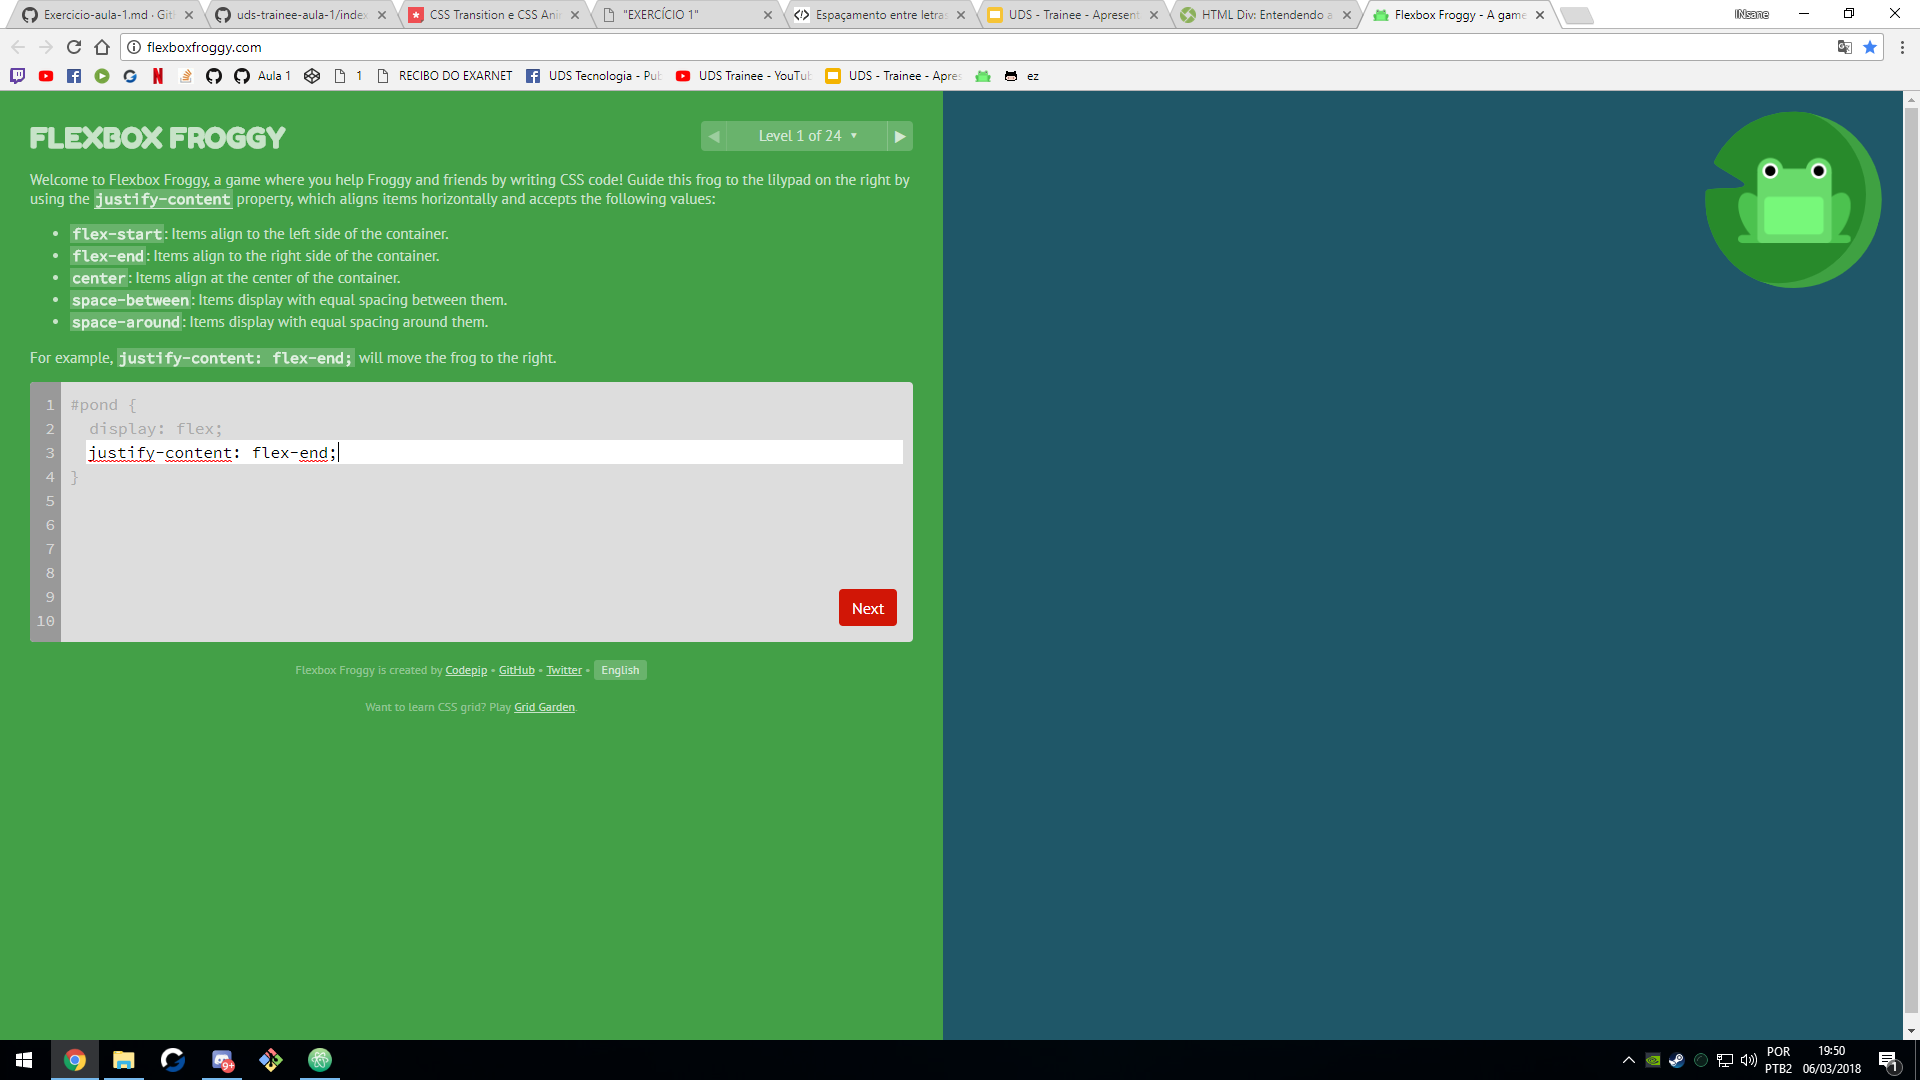 Exercicio-aula-1.md · Gitl
uds-trainee-aula-1/index
CSS Transition e CSS Anin
"EXERCÍCIO 1"
Espaçamento entre letras
UDS - Trainee - Apresent
HTML Div: Entendendo a
Flexbox Froggy - A game
INsane
flexboxfroggy.com
Aula 1
1
RECIBO DO EXARNET
UDS Tecnologia - Pub
UDS Trainee - YouTub
UDS - Trainee - Apres
ez
FLEXBOX FROGGY
Level 1 of 24 ▼
Welcome to Flexbox Froggy, a game where you help Froggy and friends by writing CSS code! Guide this frog to the lilypad on the right by
using the justify-content property, which aligns items horizontally and accepts the following values:
• flex-start: Items align to the left side of the container.
• flex-end: Items align to the right side of the container.
• center: Items align at the center of the container.
• space-between: Items display with equal spacing between them.
• space-around: Items display with equal spacing around them.
For example, justify-content: flex-end; will move the frog to the right.
1 #pond {
2 display: flex;
3 justify-content: flex-end;
4 }
5
6
7
8
9
10
Next
Flexbox Froggy is created by Codepip • GitHub • Twitter • English
Want to learn CSS grid? Play Grid Garden.
9+
POR
PTB2
19:50
06/03/2018
1